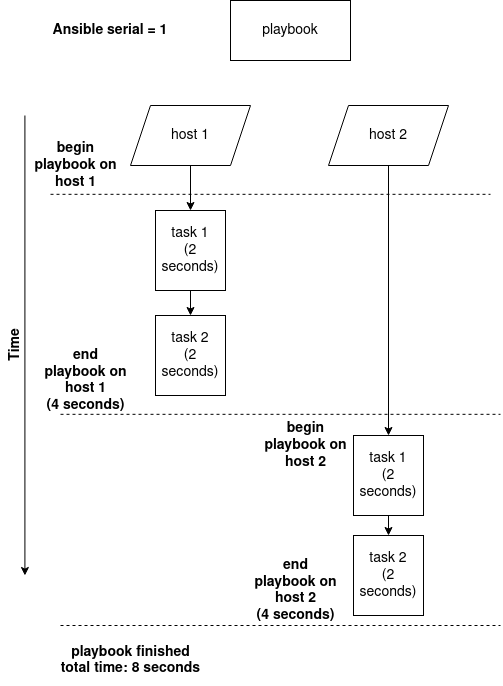 Ansible serial = 1
playbook
host 1
host 2
begin
playbook on
host 1
task 1
(2
seconds)
task 2
(2
seconds)
Time
end
playbook on
host 1
(4 seconds)
begin
playbook on
host 2
task 1
(2
seconds)
task 2
(2
seconds)
end
playbook on
host 2
(4 seconds)
playbook finished
total time: 8 seconds